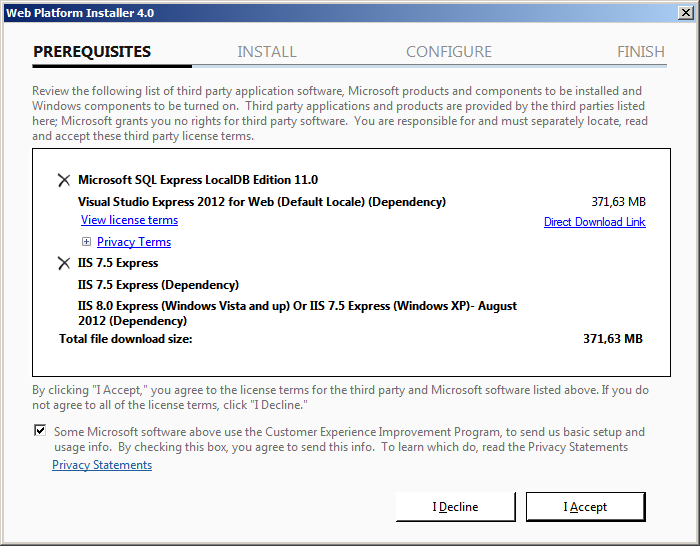 Web Platform Installer 4.0
PREREQUISITES INSTALL CONFIGURE FINISH
Review the following list of third party application software, Microsoft products and components to be installed and
Windows components to be turned on.  Third party applications and products are provided by the third parties listed
here; Microsoft grants you no rights for third party software.  You are responsible for and must separately locate, read
and accept these third party license terms.
Microsoft SQL Express LocalDB Edition 11.0
Visual Studio Express 2012 for Web (Default Locale) (Dependency) 371,63 MB
View license terms Direct Download Link
Privacy Terms
IIS 7.5 Express
IIS 7.5 Express (Dependency)
IIS 8.0 Express (Windows Vista and up) Or IIS 7.5 Express (Windows XP)- August
2012 (Dependency)
Total file download size: 371,63 MB
By clicking "I Accept," you agree to the license terms for the third party and Microsoft software listed above. If you do
not agree to all of the license terms, click "I Decline."
Some Microsoft software above use the Customer Experience Improvement Program, to send us basic setup and
usage info.  By checking this box, you agree to send this info.  To learn which do, read the Privacy Statements
Privacy Statements
I Decline I Accept